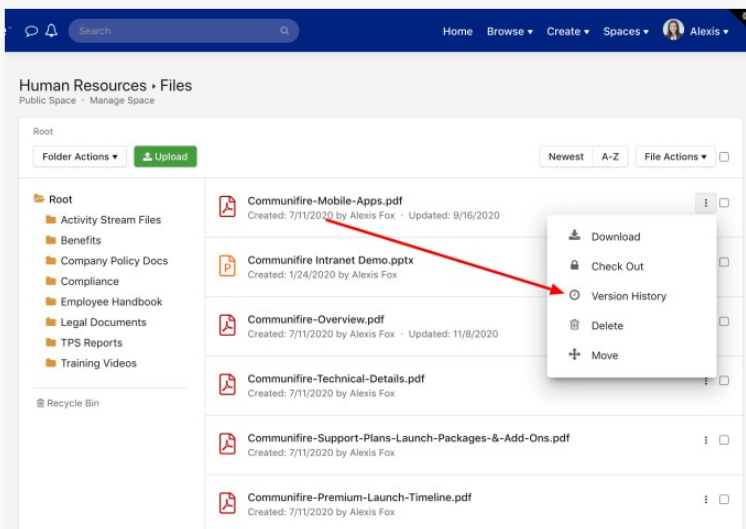 Search
Home Browse Create Spaces Alexis
Human Resources › Files
Public Space · Manage Space
Root
Folder Actions Upload Newest A-Z File Actions
Root
Activity Stream Files
Benefits
Company Policy Docs
Compliance
Employee Handbook
Legal Documents
TPS Reports
Training Videos
Recycle Bin
Communifire-Mobile-Apps.pdf
Created: 7/11/2020 by Alexis Fox · Updated: 9/16/2020
Communifire Intranet Demo.pptx
Created: 1/24/2020 by Alexis Fox
Communifire-Overview.pdf
Created: 7/11/2020 by Alexis Fox · Updated: 11/8/2020
Communifire-Technical-Details.pdf
Created: 7/11/2020 by Alexis Fox
Communifire-Support-Plans-Launch-Packages-&-Add-Ons.pdf
Created: 7/11/2020 by Alexis Fox
Communifire-Premium-Launch-Timeline.pdf
Created: 7/11/2020 by Alexis Fox
Download
Check Out
Version History
Delete
Move